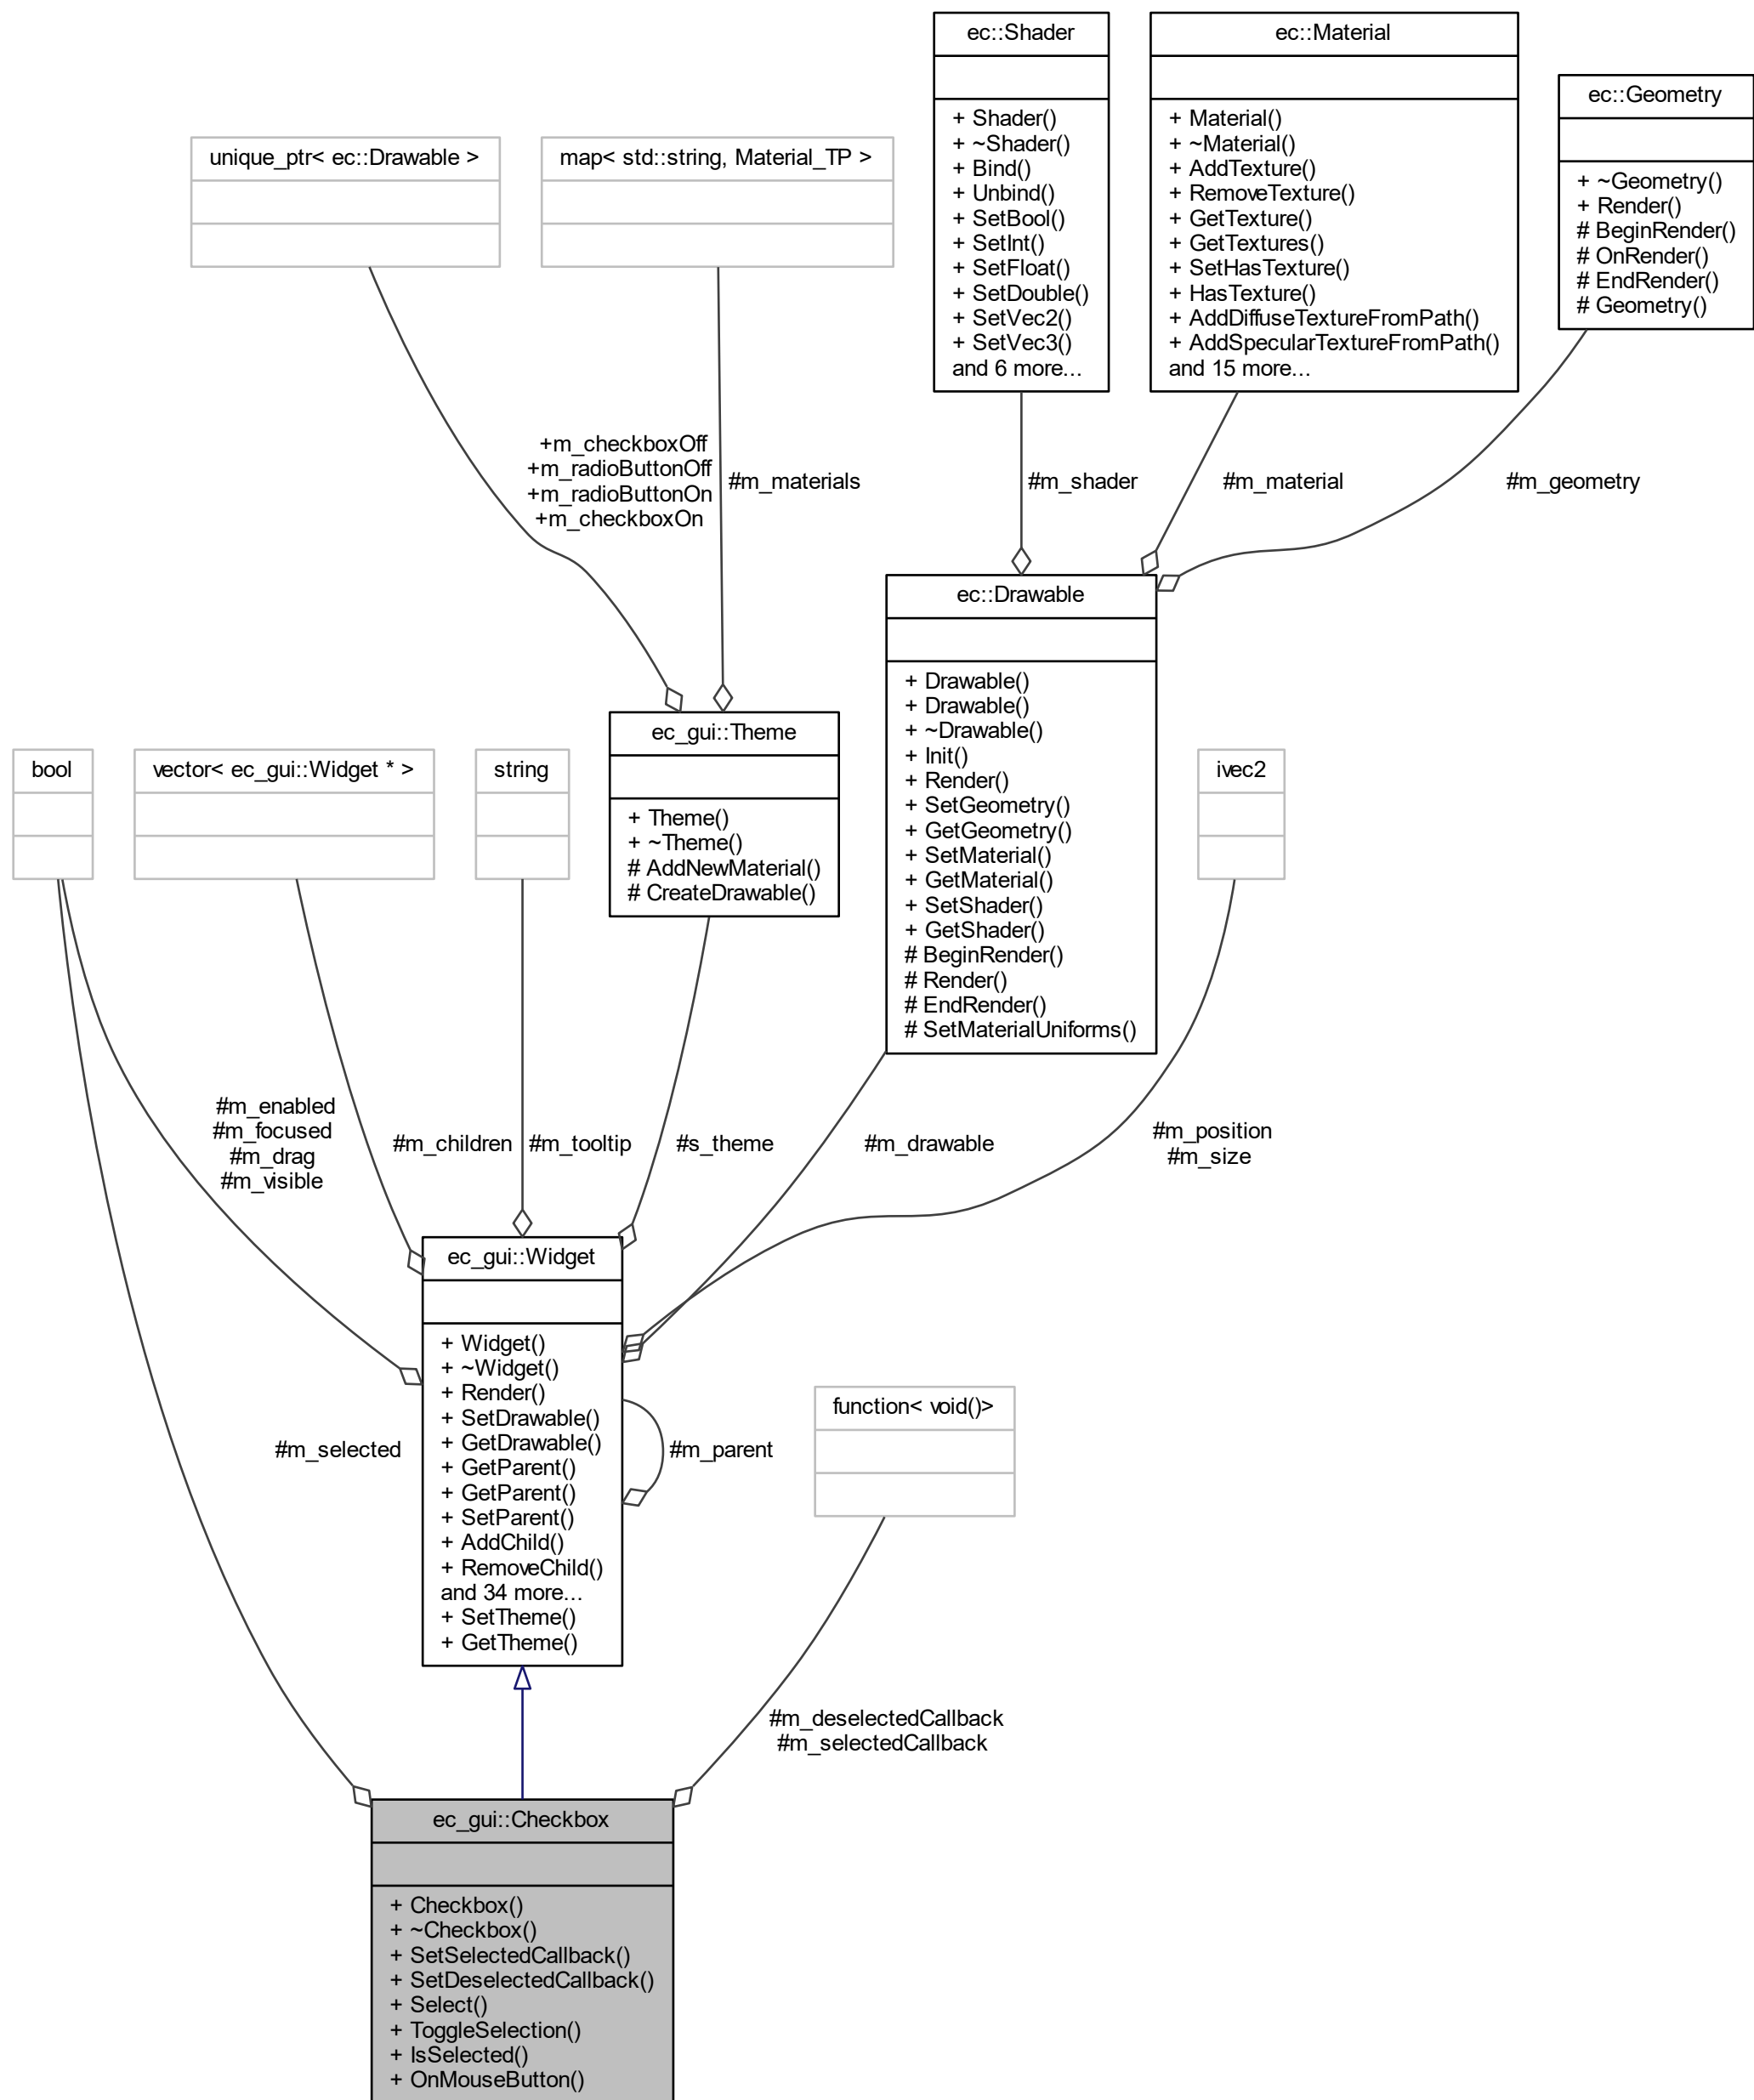 ec::Shader
+ Shader()
+ ~Shader()
+ Bind()
+ Unbind()
+ SetBool()
+ SetInt()
+ SetFloat()
+ SetDouble()
+ SetVec2()
+ SetVec3()
and 6 more...
ec::Material
+ Material()
+ ~Material()
+ AddTexture()
+ RemoveTexture()
+ GetTexture()
+ GetTextures()
+ SetHasTexture()
+ HasTexture()
+ AddDiffuseTextureFromPath()
+ AddSpecularTextureFromPath()
and 15 more...
ec::Geometry
+ ~Geometry()
+ Render()
# BeginRender()
# OnRender()
# EndRender()
# Geometry()
unique_ptr< ec::Drawable >
map< std::string, Material_TP >
+m_checkboxOff
+m_radioButtonOff
+m_radioButtonOn
+m_checkboxOn
#m_materials
#m_shader
#m_material
#m_geometry
ec::Drawable
+ Drawable()
+ Drawable()
+ ~Drawable()
+ Init()
+ Render()
+ SetGeometry()
+ GetGeometry()
+ SetMaterial()
+ GetMaterial()
+ SetShader()
+ GetShader()
# BeginRender()
# Render()
# EndRender()
# SetMaterialUniforms()
ec_gui::Theme
+ Theme()
+ ~Theme()
# AddNewMaterial()
# CreateDrawable()
bool
vector< ec_gui::Widget * >
string
ivec2
#m_enabled
#m_focused
#m_drag
#m_visible
#m_children
#m_tooltip
#s_theme
#m_drawable
#m_position
#m_size
ec_gui::Widget
+ Widget()
+ ~Widget()
+ Render()
+ SetDrawable()
+ GetDrawable()
+ GetParent()
+ GetParent()
+ SetParent()
+ AddChild()
+ RemoveChild()
and 34 more...
+ SetTheme()
+ GetTheme()
#m_selected
#m_parent
function< void()>
#m_deselectedCallback
#m_selectedCallback
ec_gui::Checkbox
+ Checkbox()
+ ~Checkbox()
+ SetSelectedCallback()
+ SetDeselectedCallback()
+ Select()
+ ToggleSelection()
+ IsSelected()
+ OnMouseButton()